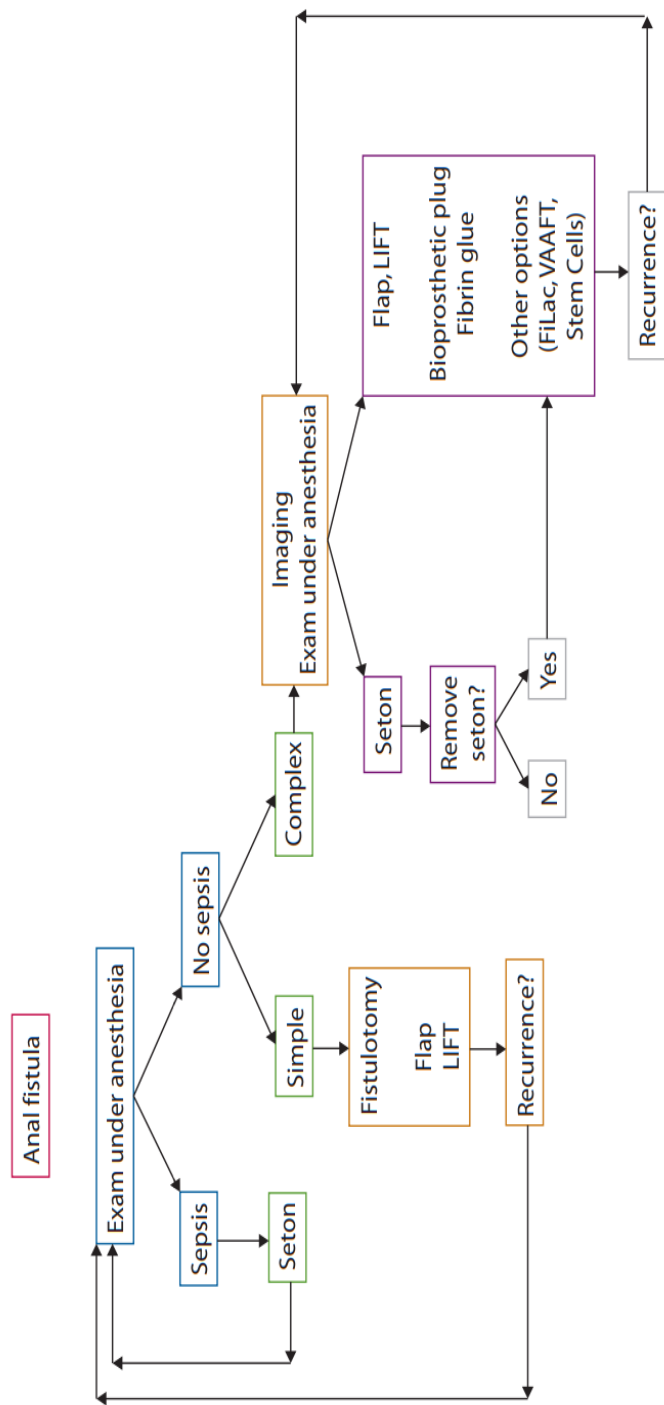 Anal fistula
Exam under anesthesia
Sepsis
No sepsis
Seton
Simple
Complex
Imaging
Exam under anesthesia
Fistulotomy
Flap
LIFT
Recurrence?
Seton
Remove
seton?
No
Yes
Flap, LIFT
Bioprosthetic plug
Fibrin glue
Other options
(FiLac, VAAFT,
Stem Cells)
Recurrence?